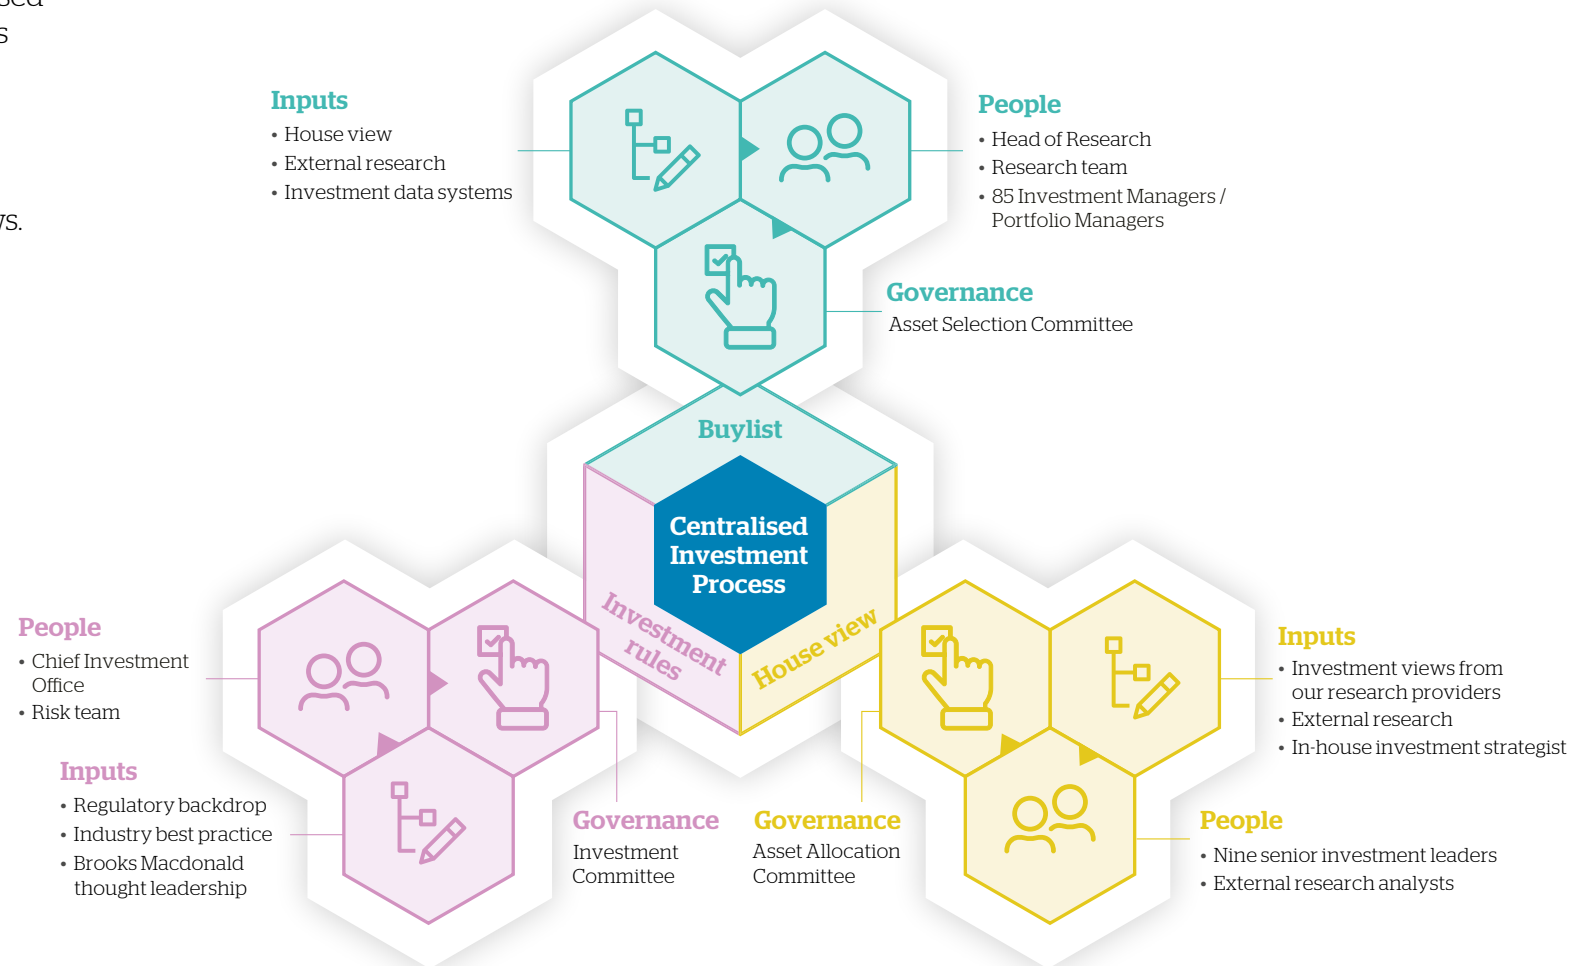 Inputs
• House view
• External research
• Investment data systems
People
• Head of Research
• Research team
• 85 Investment Managers /
Portfolio Managers
Governance
Asset Selection Committee
Buylist
Centralised
Investment
Process
Investment
rules
House view
People
• Chief Investment
Office
• Risk team
Inputs
• Regulatory backdrop
• Industry best practice
• Brooks Macdonald
thought leadership
Governance
Investment
Committee
Governance
Asset Allocation
Committee
Inputs
• Investment views from
our research providers
• External research
• In-house investment strategist
People
• Nine senior investment leaders
• External research analysts